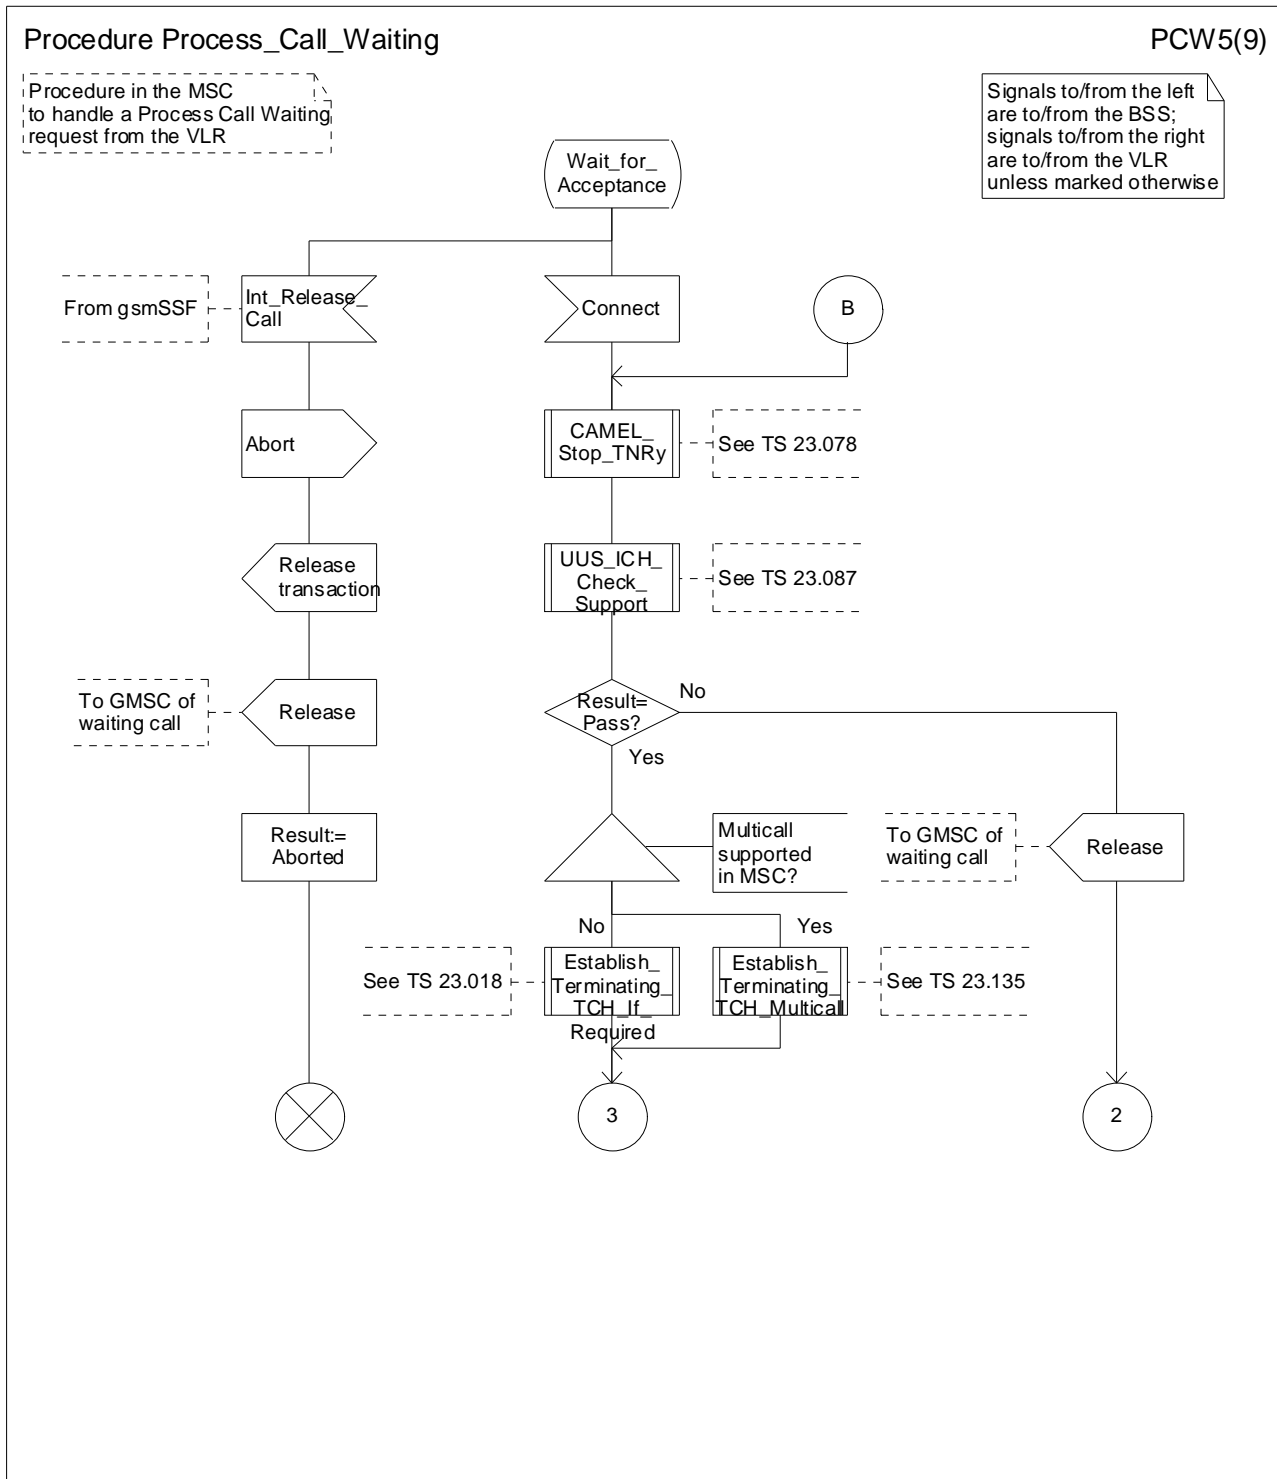 Procedure Process_Call_Waiting
PCW5(9)
Procedure in the MSC
to handle a Process Call Waiting
request from the VLR
Signals to/from the left
are to/from the BSS;
signals to/from the right
are to/from the VLR
unless marked otherwise
Wait_for_
Acceptance
From gsmSSF
Int_Release_
Call
Connect
B
Abort
CAMEL_
Stop_TNRy
See TS 23.078
Release
transaction
UUS_ICH_
Check_
Support
See TS 23.087
To GMSC of
waiting call
Release
Result=
Pass?
No
Yes
Result:=
Aborted
Multicall
supported
in MSC?
To GMSC of
waiting call
Release
No
Yes
See TS 23.018
Establish_
Terminating_
TCH_If_
Required
Establish_
Terminating_
TCH_Multicall
See TS 23.135
3
2